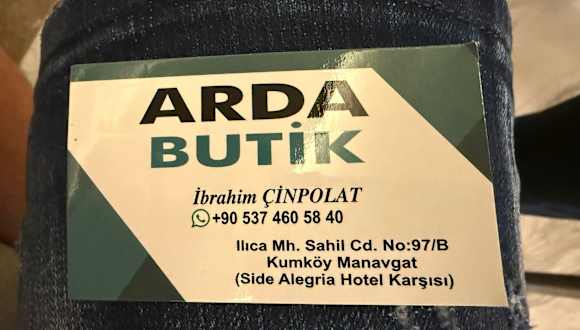 ARDA
BUTİK
İbrahim ÇİNPOLAT
+90 537 460 58 40
Ilıca Mh. Sahil Cd. No:97/B
Kumköy Manavgat
(Side Alegria Hotel Karşısı)